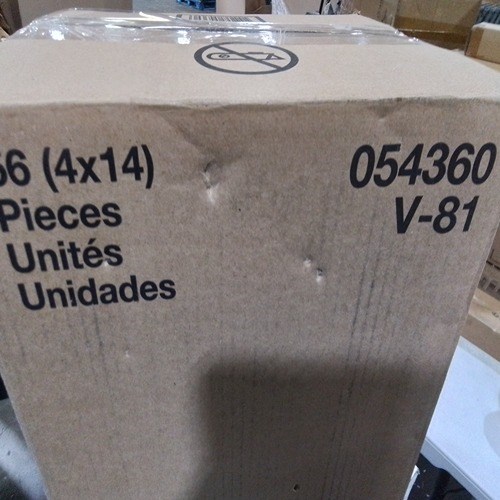 56 (4x14)
Pieces
Unités
Unidades
054360
V-81